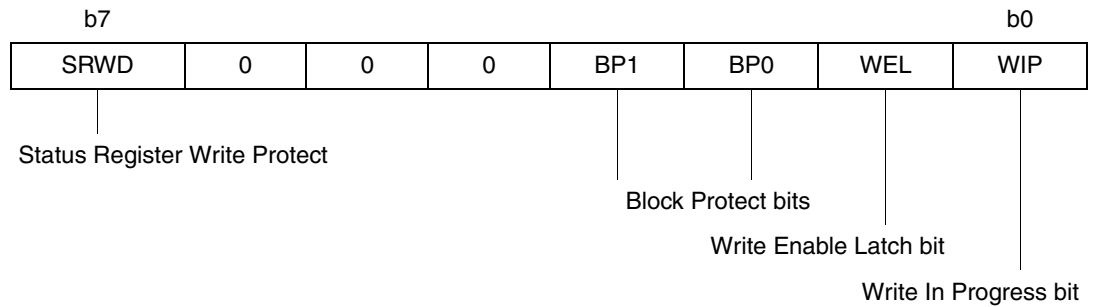 b7 b0
SRWD 0 0 0 BP1 BP0 WEL WIP
Status Register Write Protect
Block Protect bits
Write Enable Latch bit
Write In Progress bit